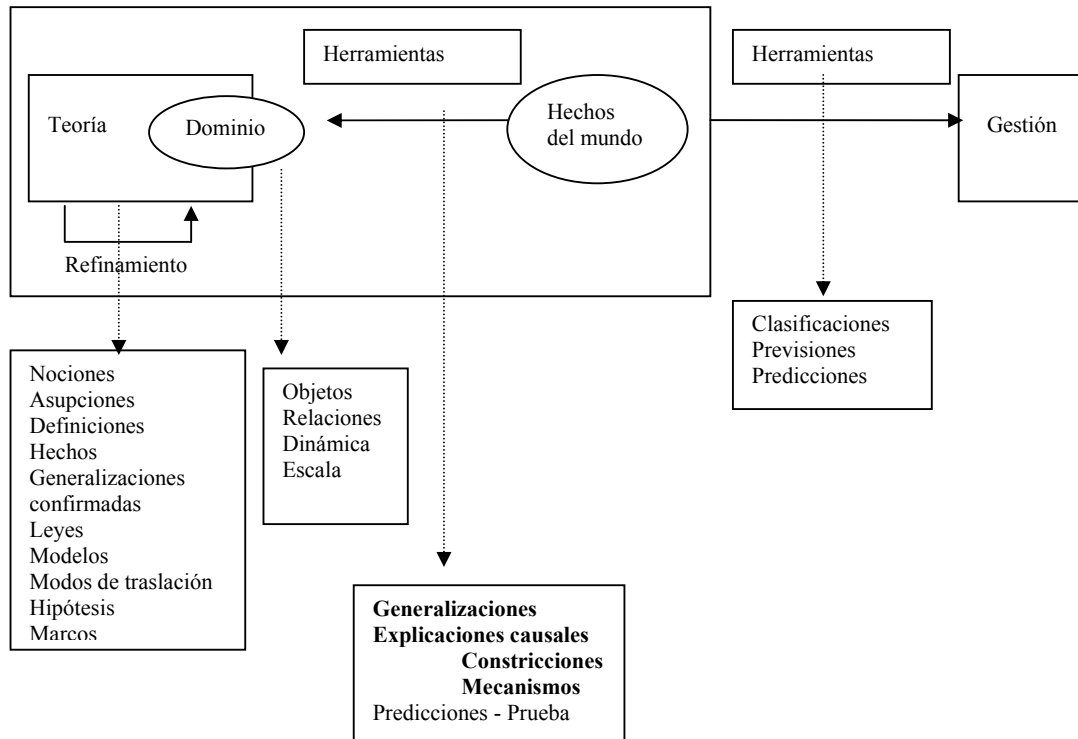 Herramientas
Herramientas
Teoría
Dominio
Hechos
del mundo
Gestión
Refinamiento
Clasificaciones
Previsiones
Predicciones
Nociones
Asupciones
Definiciones
Hechos
Generalizaciones
confirmadas
Leyes
Modelos
Modos de traslación
Hipótesis
Marcos
Objetos
Relaciones
Dinámica
Escala
Generalizaciones
Explicaciones causales
Constricciones
Mecanismos
Predicciones - Prueba